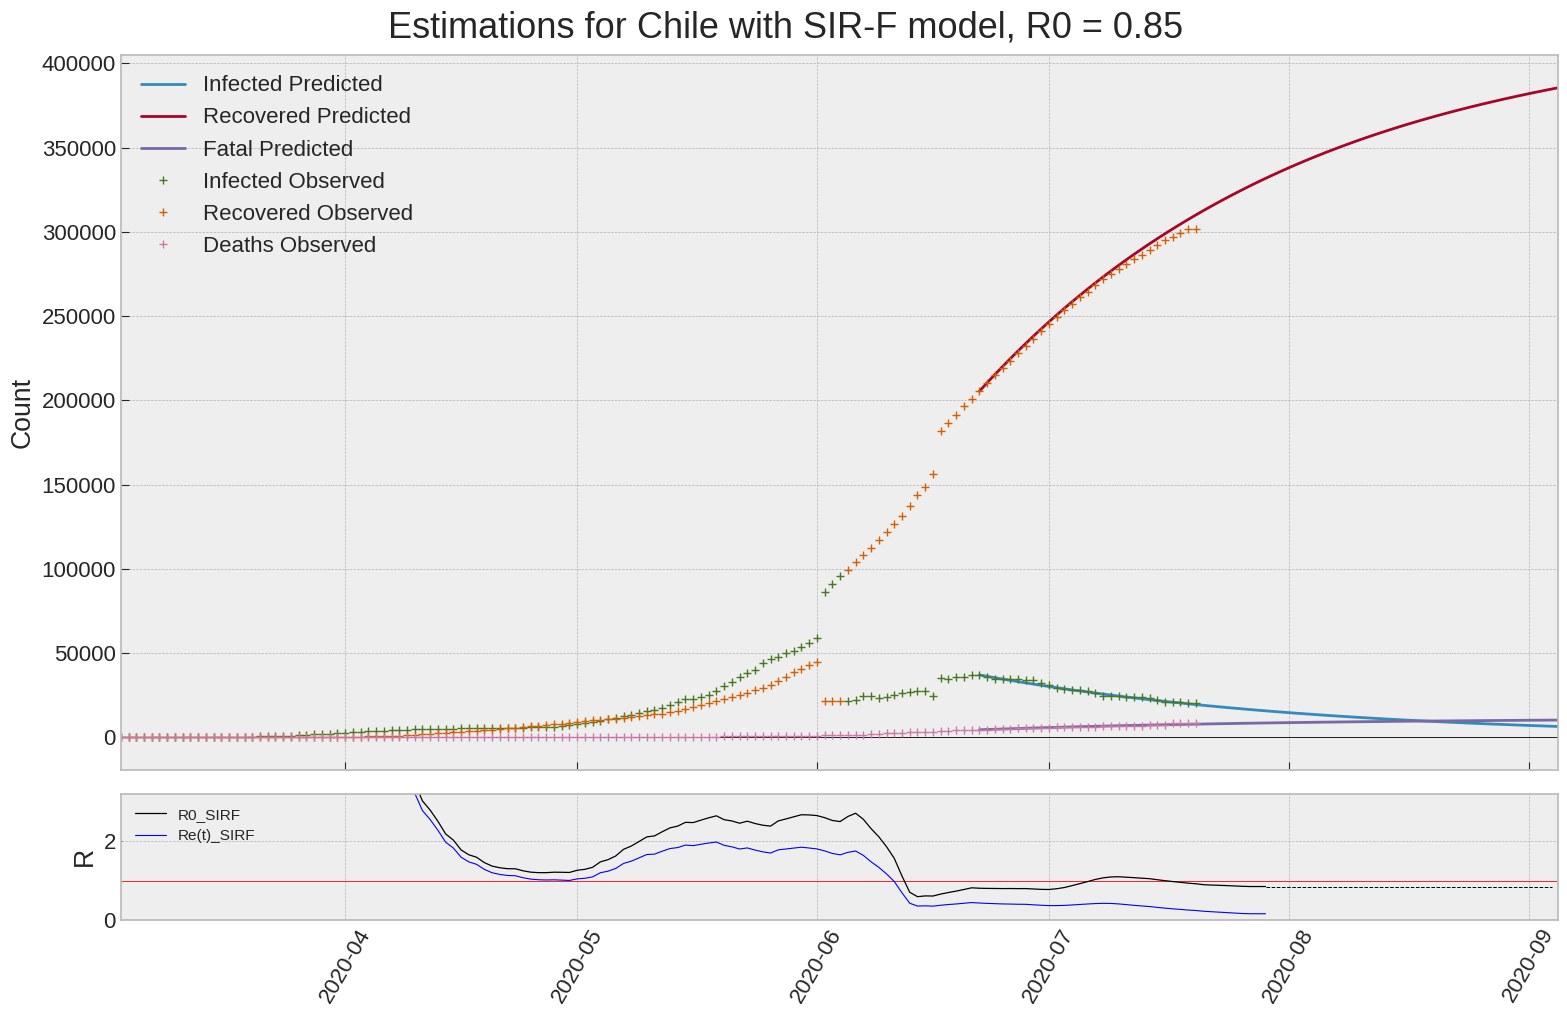 Estimations for Chile with SIR-F model, R0 = 0.85
400000
350000
300000
250000
200000
150000
100000
50000
0
Count
Infected Predicted
Recovered Predicted
Fatal Predicted
Infected Observed
Recovered Observed
Deaths Observed
R0_SIRF
Re(t)_SIRF
2
0
R
2020-04
2020-05
2020-06
2020-07
2020-08
2020-09